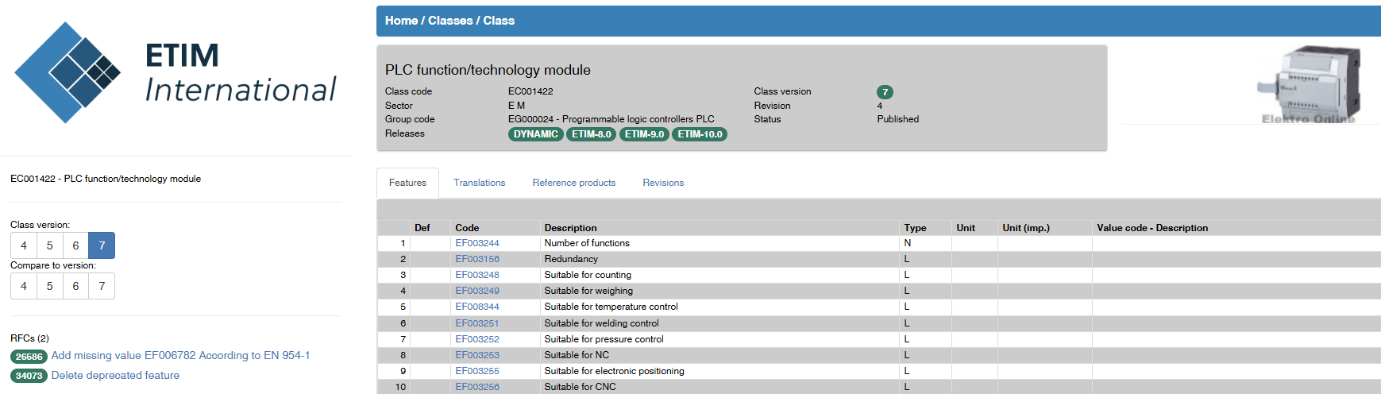 ETIM
International
EC001422 - PLC function/technology module
Class version:
4 5 6 7
Compare to version:
4 5 6 7
RFCs (2)
26586 Add missing value EF006782 According to EN 954-1
34073 Delete deprecated feature
Home / Classes / Class
PLC function/technology module
Class code EC001422 Class version 7
Sector E M Revision 4
Group code EG000024 - Programmable logic controllers PLC Status Published
Releases DYNAMIC ETIM-8.0 ETIM-9.0 ETIM-10.0
Elektro Online
Features Translations Reference products Revisions
Def Code Description Type Unit Unit (imp.) Value code - Description
1 EF003244 Number of functions N
2 EF003156 Redundancy L
3 EF003248 Suitable for counting L
4 EF003249 Suitable for weighing L
5 EF008344 Suitable for temperature control L
6 EF003251 Suitable for welding control L
7 EF003252 Suitable for pressure control L
8 EF003253 Suitable for NC L
9 EF003255 Suitable for electronic positioning L
10 EF003256 Suitable for CNC L